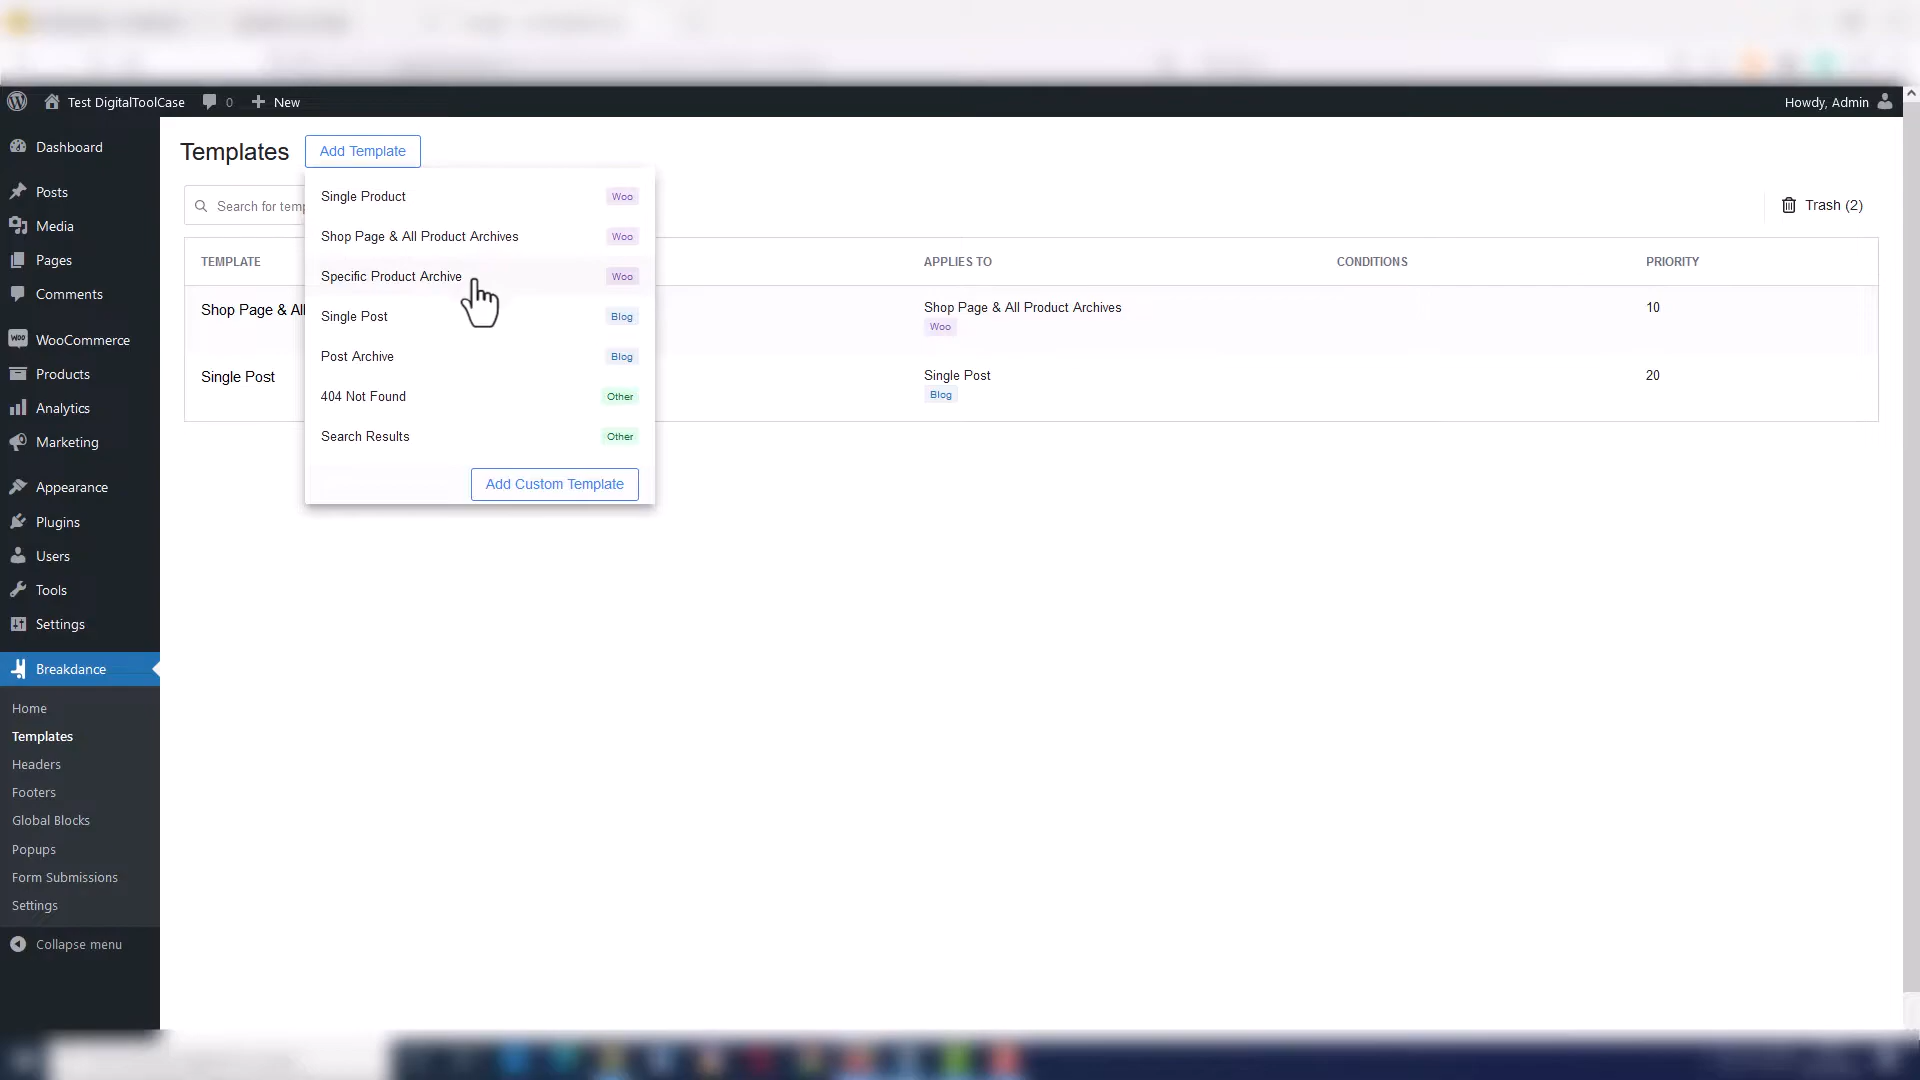 Test DigitalToolCase 0 New Howdy, Admin
Dashboard
Posts
Media
Pages
Comments
WooCommerce
Products
Analytics
Marketing
Appearance
Plugins
Users
Tools
Settings
Breakdance
Home
Templates
Headers
Footers
Global Blocks
Popups
Form Submissions
Settings
Collapse menu
Templates Add Template
Search for Trash (2)
Single Product Woo
Shop Page & All Product Archives Woo
Specific Product Archive Woo
Single Post Blog
Post Archive Blog
404 Not Found Other
Search Results Other
Add Custom Template
TEMPLATE APPLIES TO CONDITIONS PRIORITY
Shop Page & All Shop Page & All Product Archives 10
Woo
Single Post Single Post 20
Blog